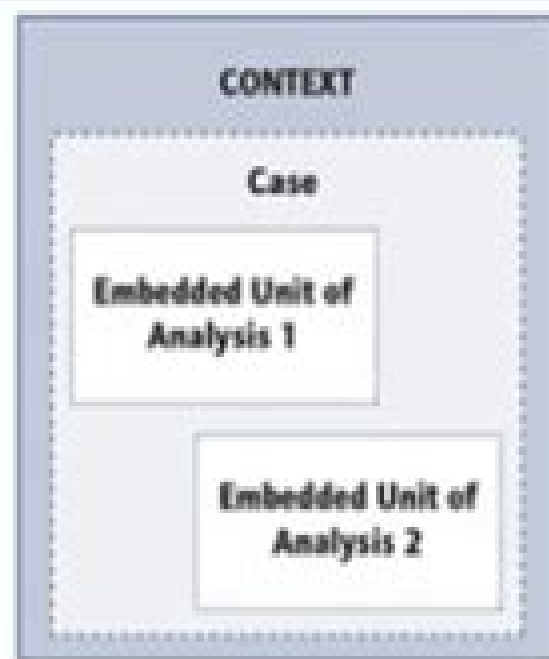 CONTEXT
Case
Embedded Unit of
Analysis 1
Embedded Unit of
Analysis 2